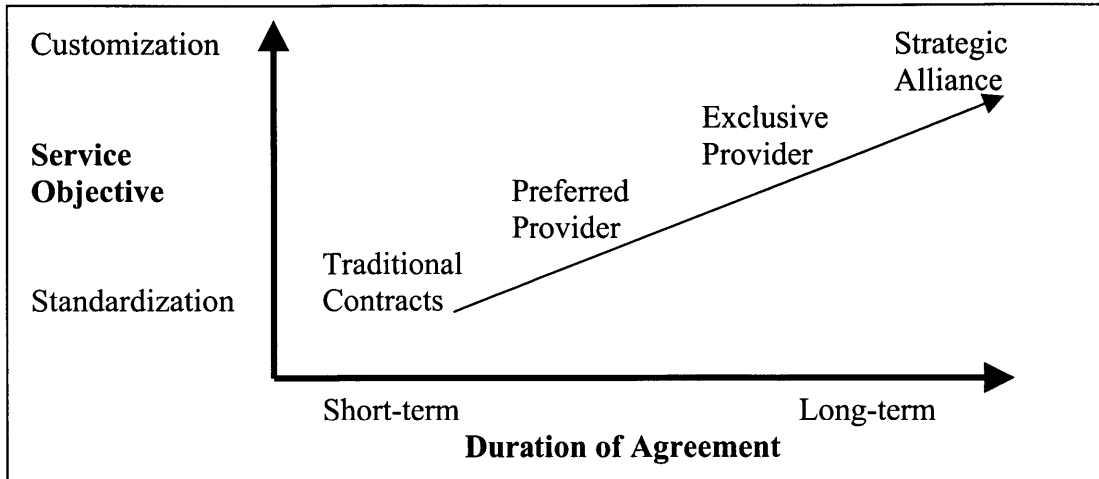 Customization
Service
Objective
Standardization
Strategic
Alliance
Exclusive
Provider
Preferred
Provider
Traditional
Contracts
Short-term
Long-term
Duration of Agreement